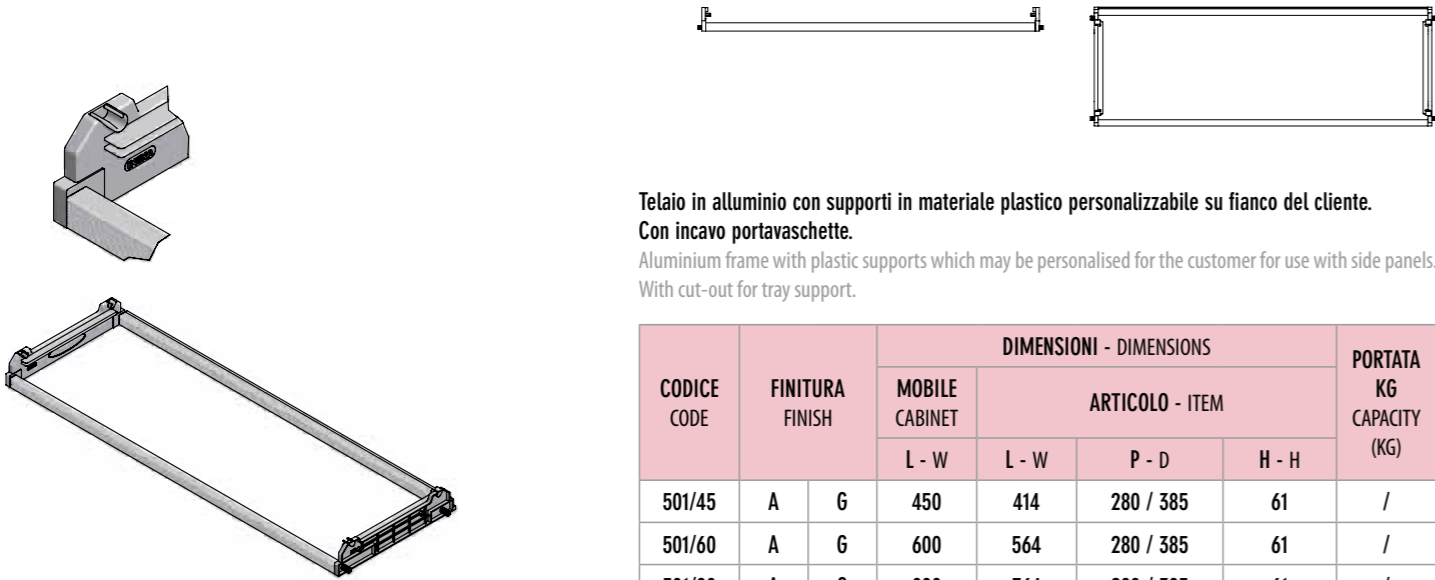 Telaio in alluminio con supporti in materiale plastico personalizzabile su fianco del cliente.
Con incavo portavaschette.
Aluminium frame with plastic supports which may be personalised for the customer for use with side panels.
With cut-out for tray support.
CODICE CODE FINITURA FINISH DIMENSIONI - DIMENSIONS PORTATA KG CAPACITY (KG)
MOBILE CABINET ARTICOLO - ITEM
L - W L - W P - D H - H
501/45 A G 450 414 280 / 385 61 /
501/60 A G 600 564 280 / 385 61 /